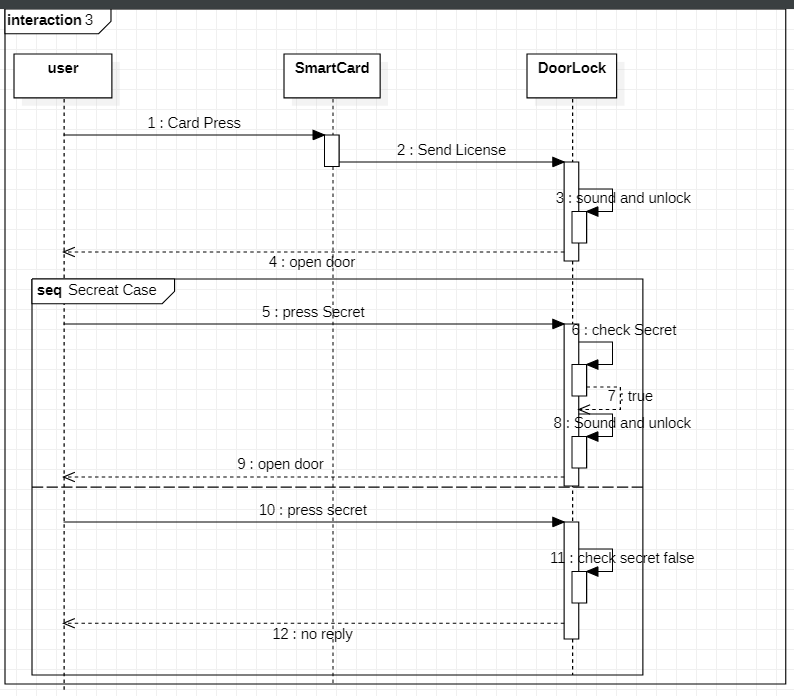 interaction 3
user
SmartCard
DoorLock
1 : Card Press
2 : Send License
3 : sound and unlock
4 : open door
seq Secreat Case
5 : press Secret
6 : check Secret
7 : true
8 : Sound and unlock
9 : open door
10 : press secret
11 : check secret false
12 : no reply